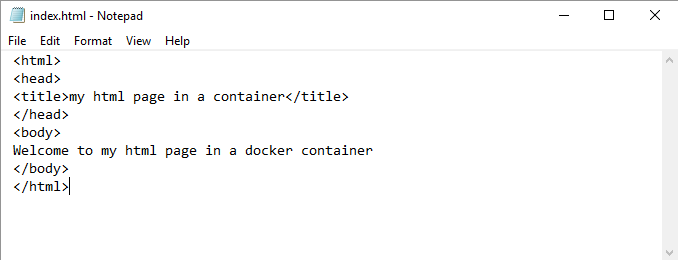 index.html - Notepad
File Edit Format View Help
<html>
<head>
<title>my html page in a container</title>
</head>
<body>
Welcome to my html page in a docker container
</body>
</html>